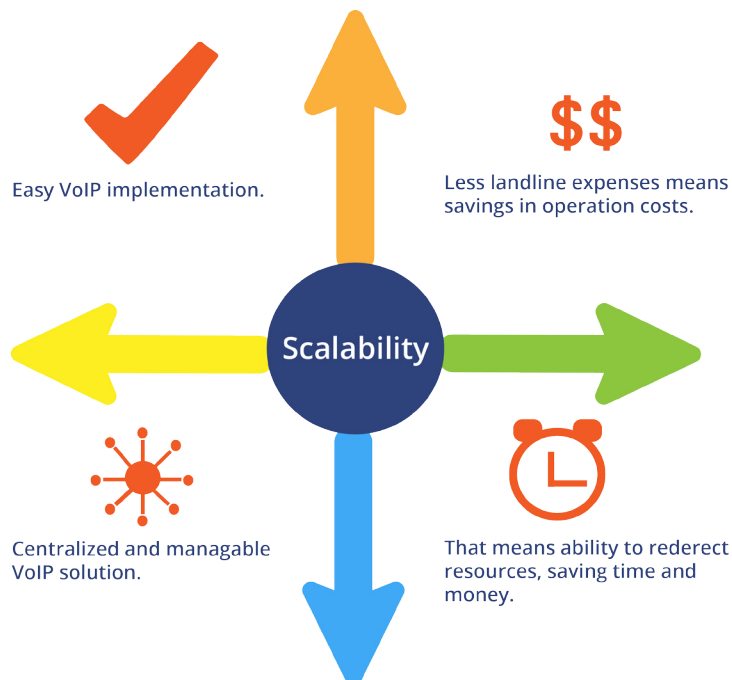 $$
Easy VoIP implementation.
Less landline expenses means
savings in operation costs.
Scalability
Centralized and managable
VoIP solution.
That means ability to rederect
resources, saving time and
money.